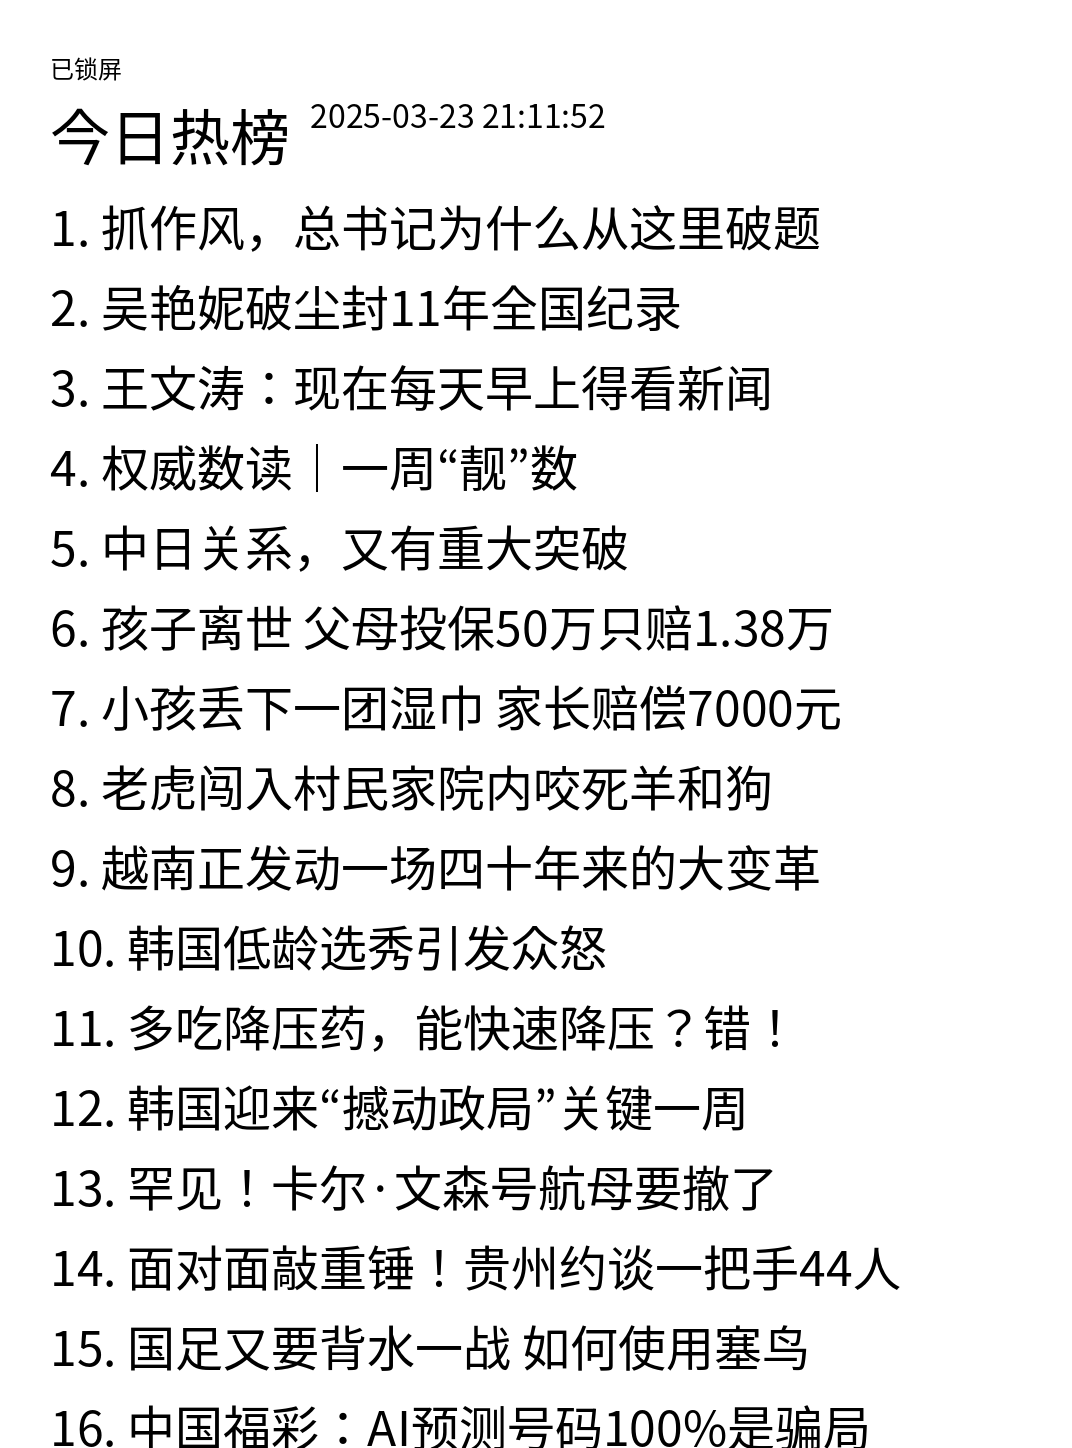 已锁屏
今日热榜 2025-03-23 21:11:52
1. 抓作风，总书记为什么从这里破题
2. 吴艳妮破尘封11年全国纪录
3. 王文涛：现在每天早上得看新闻
4. 权威数读｜一周“靓”数
5. 中日关系，又有重大突破
6. 孩子离世 父母投保50万只赔1.38万
7. 小孩丢下一团湿巾 家长赔偿7000元
8. 老虎闯入村民家院内咬死羊和狗
9. 越南正发动一场四十年来的大变革
10. 韩国低龄选秀引发众怒
11. 多吃降压药，能快速降压？错！
12. 韩国迎来“撼动政局”关键一周
13. 罕见！卡尔·文森号航母要撤了
14. 面对面敲重锤！贵州约谈一把手44人
15. 国足又要背水一战 如何使用塞鸟
16. 中国福彩：AI预测号码100%是骗局